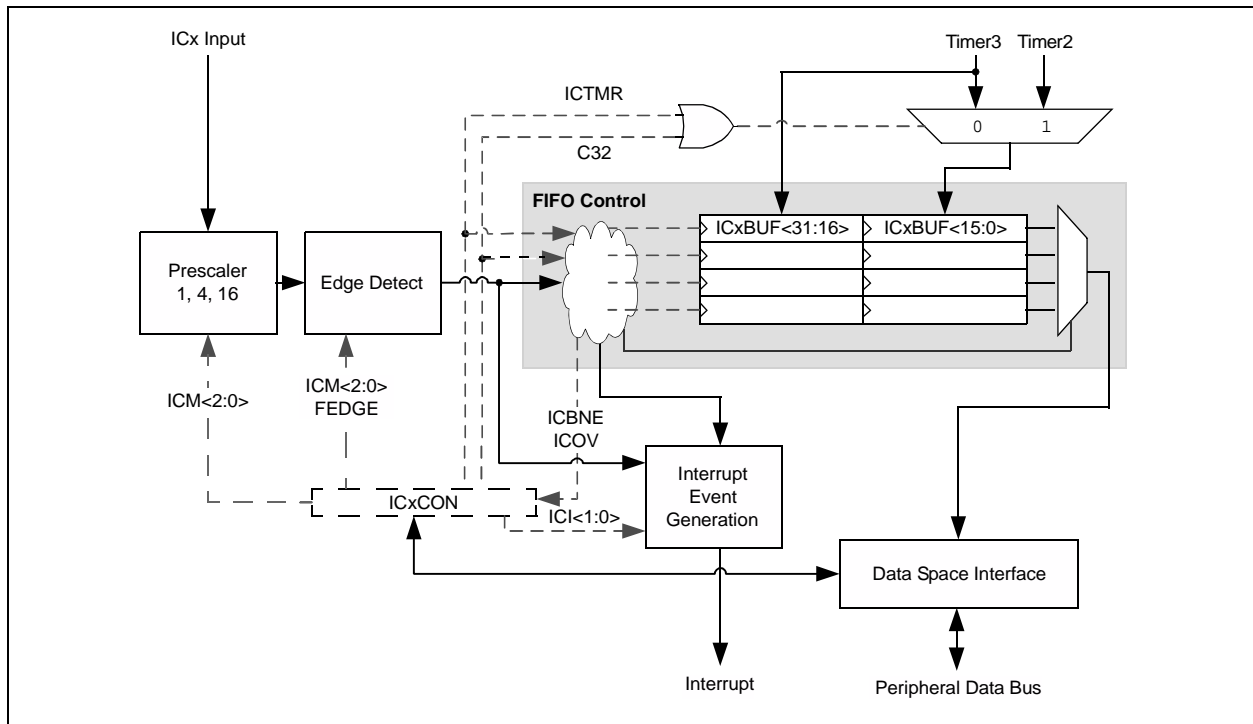 ICx Input
Timer3
Timer2
ICTMR
0
1
C32
FIFO Control
ICxBUF<31:16>
ICxBUF<15:0>
Prescaler
1, 4, 16
Edge Detect
ICM<2:0>
ICM<2:0>
FEDGE
ICBNE
ICOV
Interrupt
Event
Generation
ICxCON
ICI<1:0>
Data Space Interface
Interrupt
Peripheral Data Bus